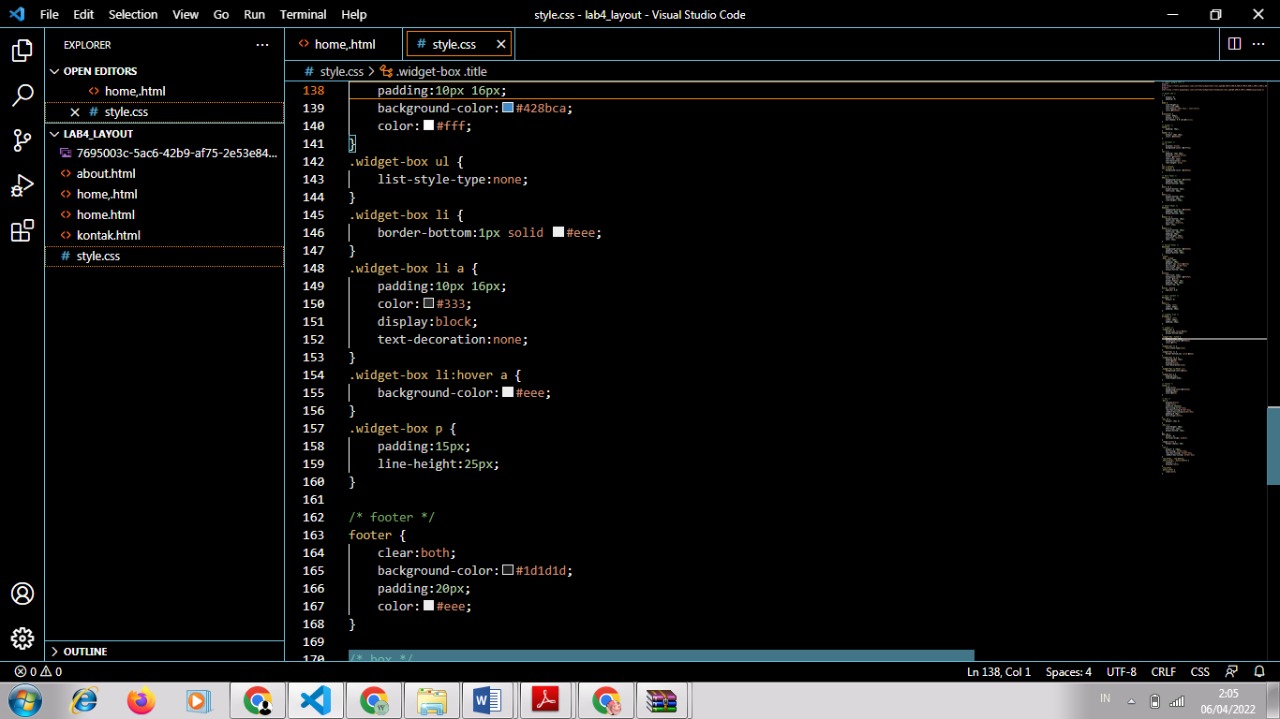 File Edit Selection View Go Run Terminal Help
style.css - lab4_layout - Visual Studio Code
EXPLORER
OPEN EDITORS
home,.html
style.css
LAB4_LAYOUT
7695003c-5ac6-42b9-af75-2e53e84...
about.html
home,.html
home.html
kontak.html
style.css
OUTLINE
home,.html
style.css
style.css > .widget-box .title
138 padding:10px 16px;
139 background-color:#428bca;
140 color:#fff;
141 }
142 .widget-box ul {
143 list-style-type:none;
144 }
145 .widget-box li {
146 border-bottom:1px solid #eee;
147 }
148 .widget-box li a {
149 padding:10px 16px;
150 color:#333;
151 display:block;
152 text-decoration:none;
153 }
154 .widget-box li:hover a {
155 background-color:#eee;
156 }
157 .widget-box p {
158 padding:15px;
159 line-height:25px;
160 }
161
162 /* footer */
163 footer {
164 clear:both;
165 background-color:#1d1d1d;
166 padding:20px;
167 color:#eee;
168 }
169
170 /* box */
0 0
Ln 138, Col 1 Spaces: 4 UTF-8 CRLF CSS
IN
2:05
06/04/2022